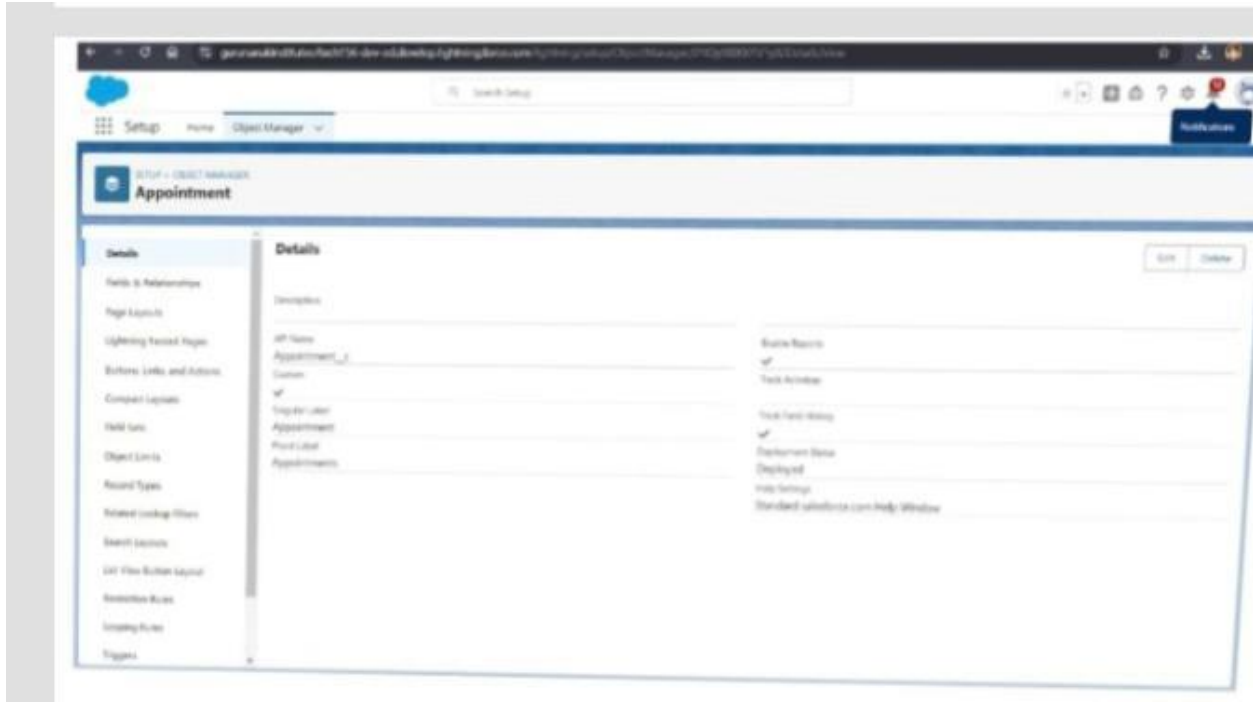 Search Setup
Setup Home Object Manager
Notifications
SETUP > OBJECT MANAGER
Appointment
Details
Fields & Relationships
Page Layouts
Lightning Record Pages
Buttons, Links, and Actions
Compact Layouts
Field Sets
Object Limits
Record Types
Related Lookup Filters
Search Layouts
List View Button Layout
Restriction Rules
Scoping Rules
Triggers
Details
Edit Delete
Description
API Name
Appointment__c
Custom
✓
Singular Label
Appointment
Plural Label
Appointments
Enable Reports
✓
Track Activities
Track Field History
✓
Deployment Status
Deployed
Help Settings
Standard salesforce.com Help Window